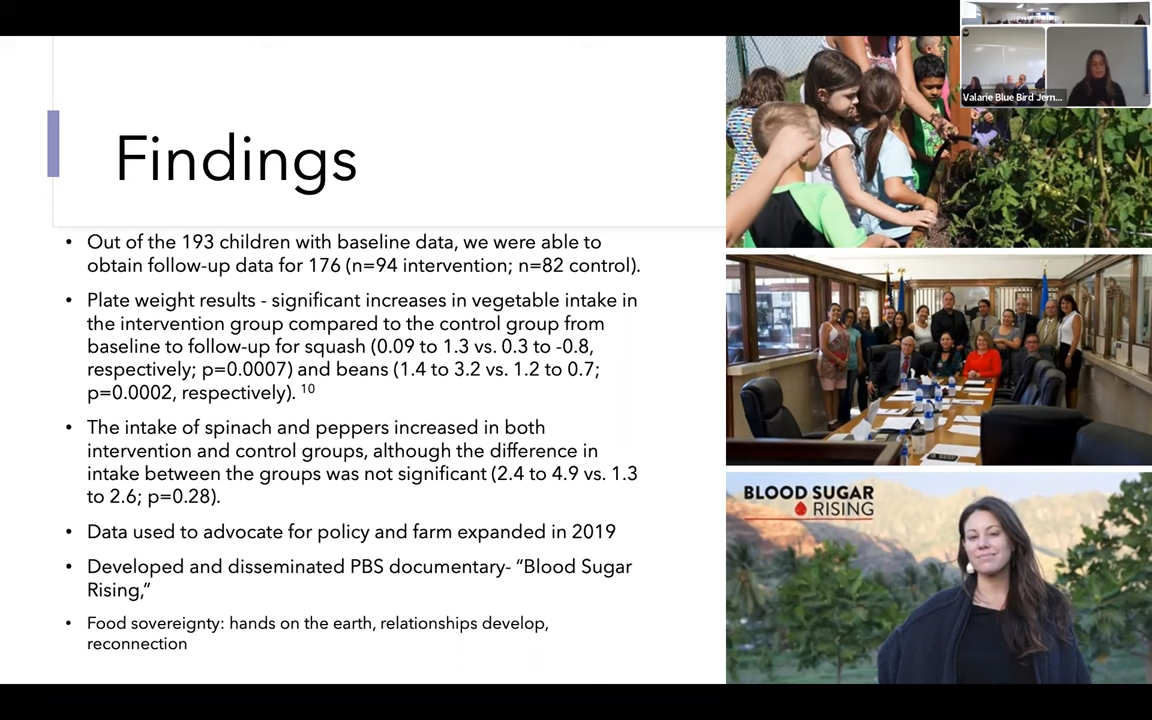 Valarie Blue Bird Jern...
Findings
• Out of the 193 children with baseline data, we were able to
obtain follow-up data for 176 (n=94 intervention; n=82 control).
• Plate weight results - significant increases in vegetable intake in
the intervention group compared to the control group from
baseline to follow-up for squash (0.09 to 1.3 vs. 0.3 to -0.8,
respectively; p=0.0007) and beans (1.4 to 3.2 vs. 1.2 to 0.7;
p=0.0002, respectively). 10
• The intake of spinach and peppers increased in both
intervention and control groups, although the difference in
intake between the groups was not significant (2.4 to 4.9 vs. 1.3
to 2.6; p=0.28).
• Data used to advocate for policy and farm expanded in 2019
• Developed and disseminated PBS documentary- “Blood Sugar
Rising,”
• Food sovereignty: hands on the earth, relationships develop,
reconnection
BLOOD SUGAR
RISING